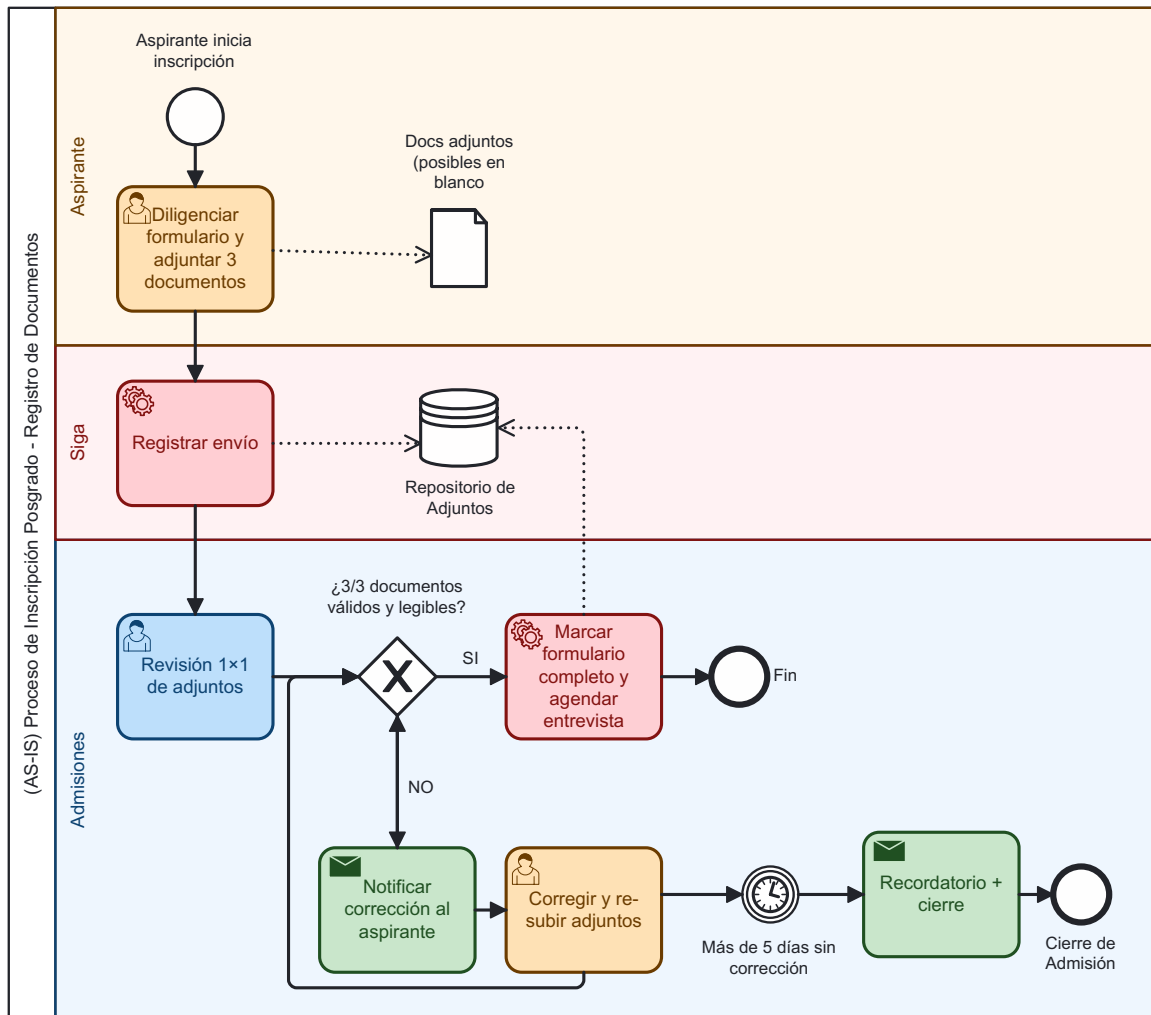 (AS-IS) Proceso de Inscripción Posgrado - Registro de Documentos
Aspirante
Aspirante inicia
inscripción
Diligenciar
formulario y
adjuntar 3
documentos
Docs adjuntos
(posibles en
blanco
Siga
Registrar envío
Repositorio de
Adjuntos
Admisiones
Revisión 1×1
de adjuntos
¿3/3 documentos
válidos y legibles?
X
SI
Marcar
formulario
completo y
agendar
entrevista
Fin
NO
Notificar
corrección al
aspirante
Corregir y re-
subir adjuntos
Más de 5 días sin
corrección
Recordatorio +
cierre
Cierre de
Admisión